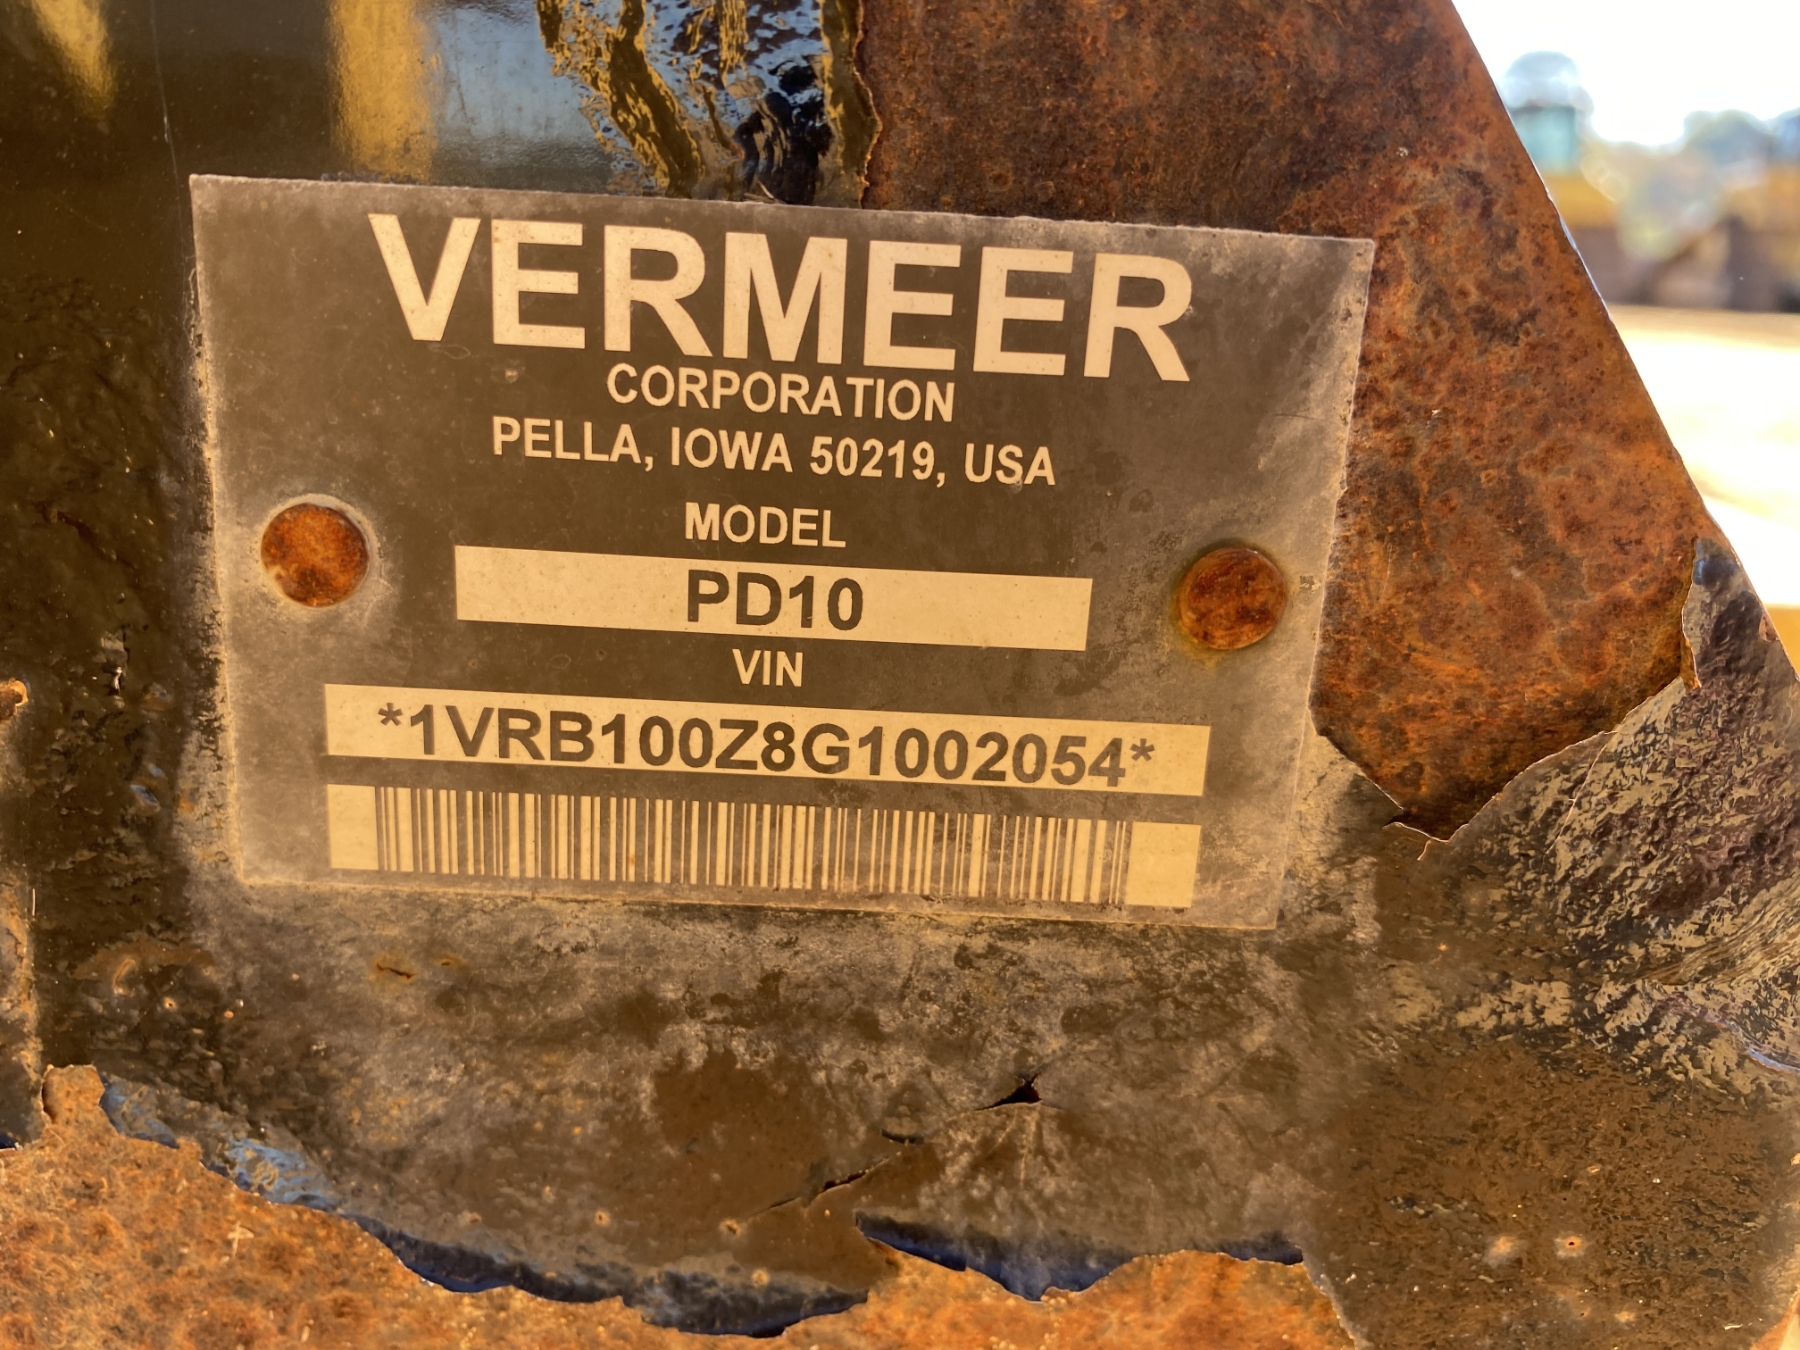 VERMEER
CORPORATION
PELLA, IOWA 50219, USA
MODEL
PD10
VIN
*1VRB100Z8G1002054*